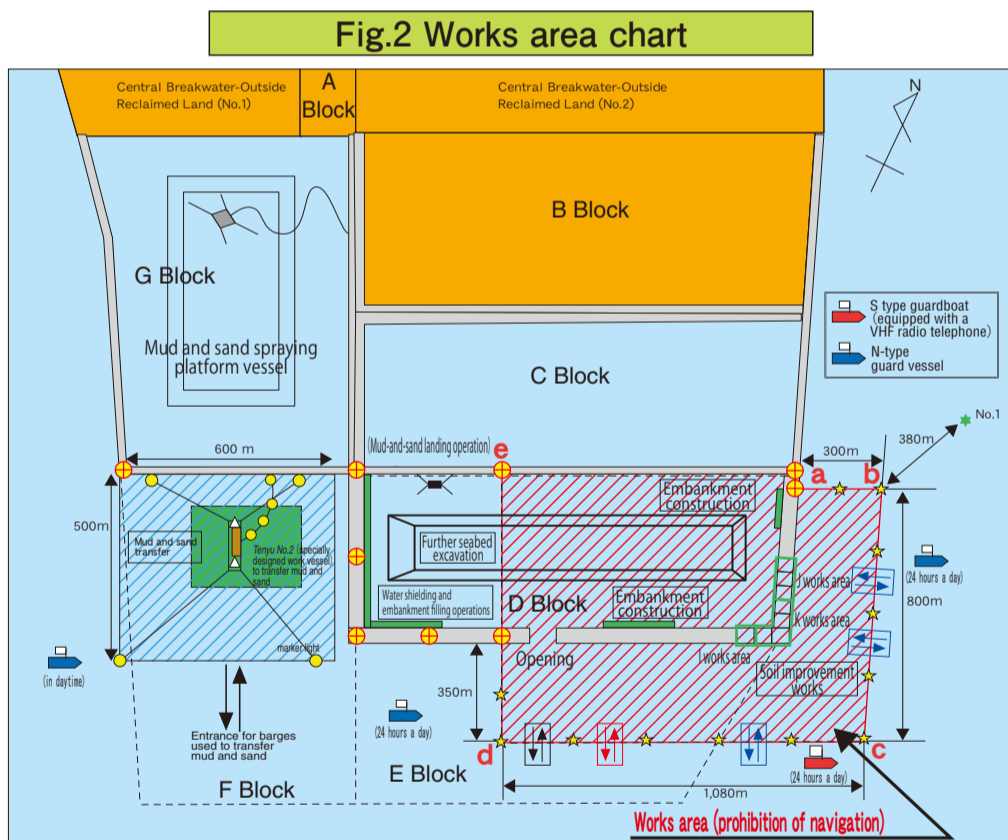 Fig.2 Works area chart
Central Breakwater-Outside
Reclaimed Land (No.1)
A
Block
Central Breakwater-Outside
Reclaimed Land (No.2)
N
B Block
G Block
Mud and sand spraying
platform vessel
C Block
S type guardboat
(equipped with a
VHF radio telephone)
N-type
guard vessel
No.1
380m
300m
600 m
(Mud-and-sand landing operation)
e
a
b
500m
Mud and sand
transfer
Tenyu No.2 (specially
designed work vessel)
to transfer mud and
sand
marker light
Embankment
construction
Further seabed
excavation
Water shielding and
embankment filling operations
D Block
Embankment
construction
J works area
K works area
I works area
(24 hours a day)
800m
Opening
Soil improvement
works
350m
(in daytime)
(24 hours a day)
Entrance for barges
used to transfer
mud and sand
F Block
E Block
d
c
(24 hours a day)
1,080m
Works area (prohibition of navigation)